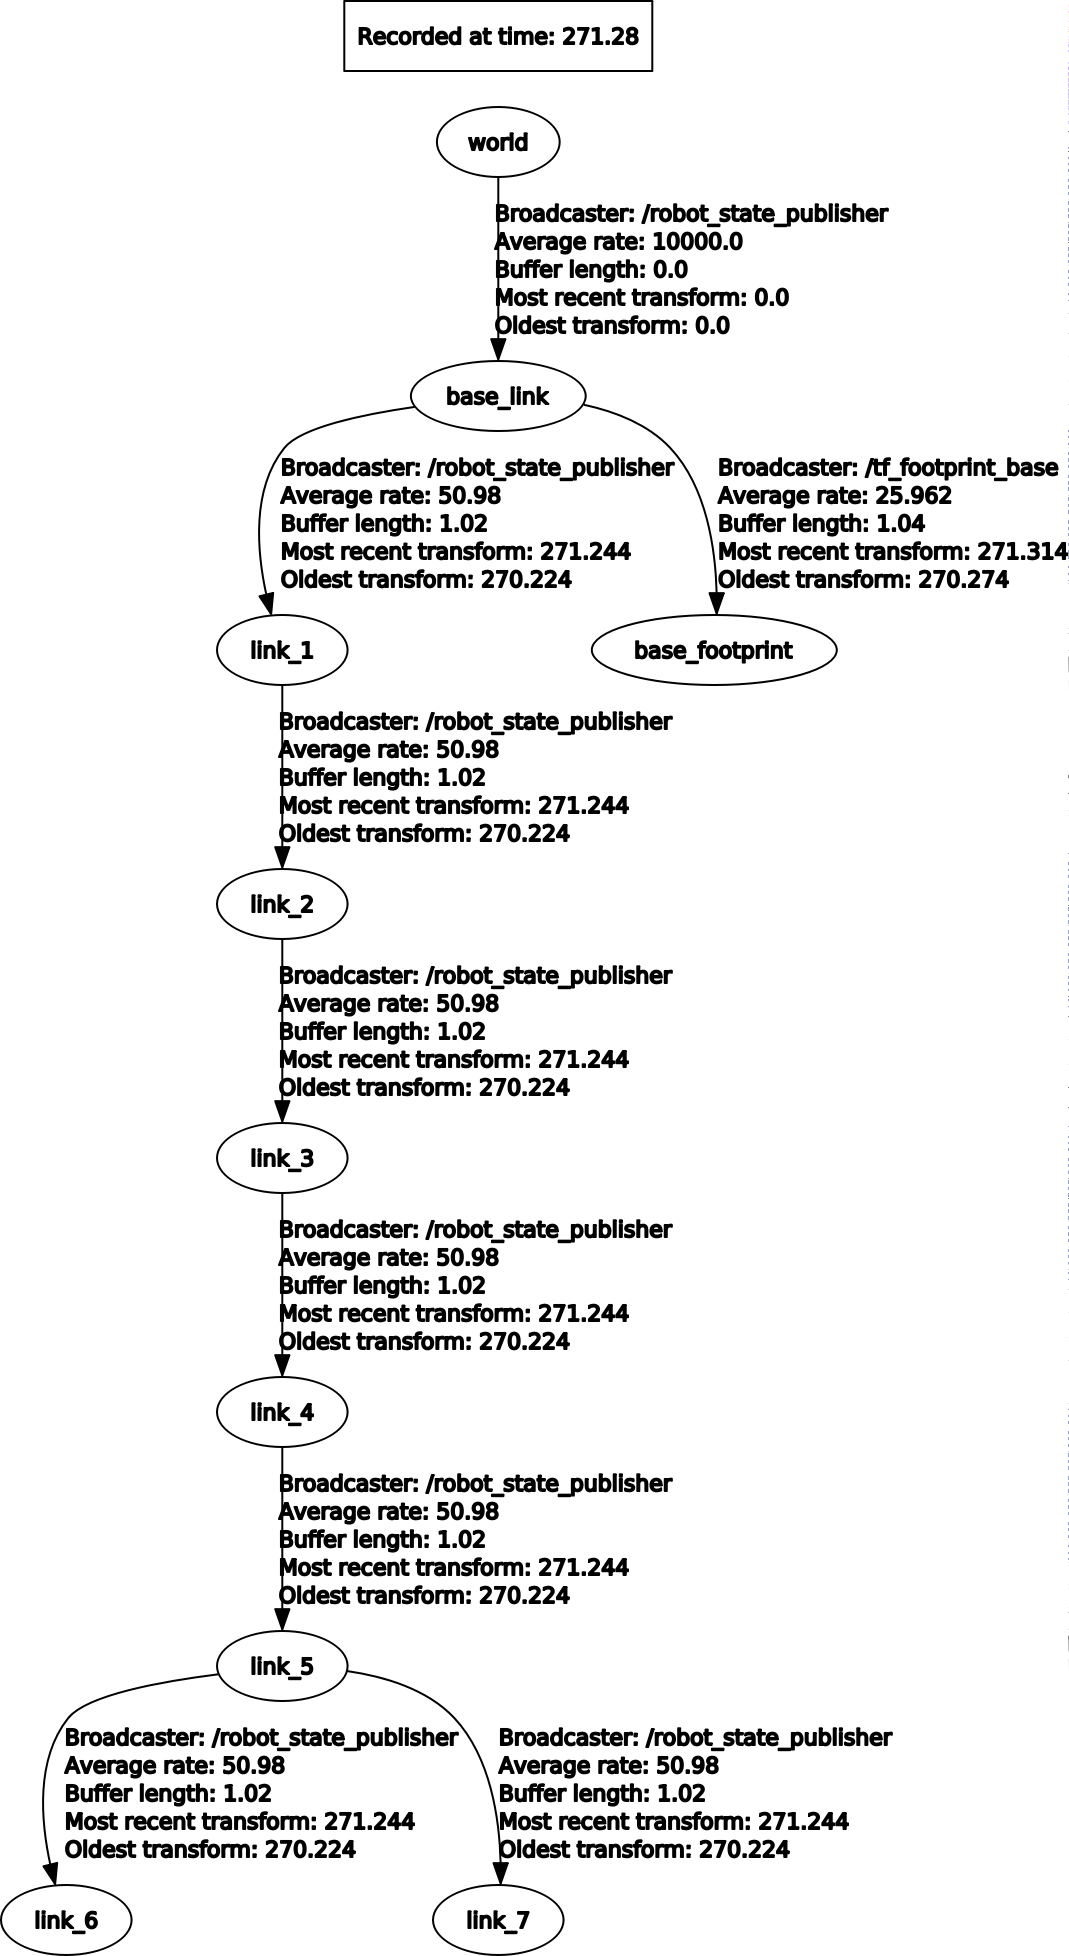 Recorded at time: 271.28
world
Broadcaster: /robot_state_publisher
Average rate: 10000.0
Buffer length: 0.0
Most recent transform: 0.0
Oldest transform: 0.0
base_link
Broadcaster: /robot_state_publisher
Average rate: 50.98
Buffer length: 1.02
Most recent transform: 271.244
Oldest transform: 270.224
Broadcaster: /tf_footprint_base
Average rate: 25.962
Buffer length: 1.04
Most recent transform: 271.314
Oldest transform: 270.274
link_1
base_footprint
Broadcaster: /robot_state_publisher
Average rate: 50.98
Buffer length: 1.02
Most recent transform: 271.244
Oldest transform: 270.224
link_2
Broadcaster: /robot_state_publisher
Average rate: 50.98
Buffer length: 1.02
Most recent transform: 271.244
Oldest transform: 270.224
link_3
Broadcaster: /robot_state_publisher
Average rate: 50.98
Buffer length: 1.02
Most recent transform: 271.244
Oldest transform: 270.224
link_4
Broadcaster: /robot_state_publisher
Average rate: 50.98
Buffer length: 1.02
Most recent transform: 271.244
Oldest transform: 270.224
link_5
Broadcaster: /robot_state_publisher
Average rate: 50.98
Buffer length: 1.02
Most recent transform: 271.244
Oldest transform: 270.224
Broadcaster: /robot_state_publisher
Average rate: 50.98
Buffer length: 1.02
Most recent transform: 271.244
Oldest transform: 270.224
link_6
link_7